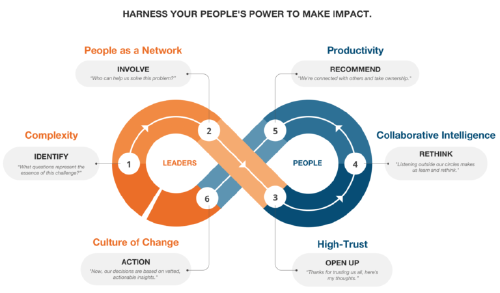 HARNESS YOUR PEOPLE'S POWER TO MAKE IMPACT.
People as a Network
INVOLVE
"Who can help us solve this problem?"
Productivity
RECOMMEND
"We're connected with others and take ownership."
Complexity
IDENTIFY
"What questions represent the
essence of this challenge?"
1
2
LEADERS
6
5
PEOPLE
3
4
Collaborative Intelligence
RETHINK
"Listening outside our circles makes
us learn and rethink."
Culture of Change
ACTION
"Now, our decisions are based on vetted,
actionable insights."
High-Trust
OPEN UP
"Thanks for trusting us all, here's
my thoughts."